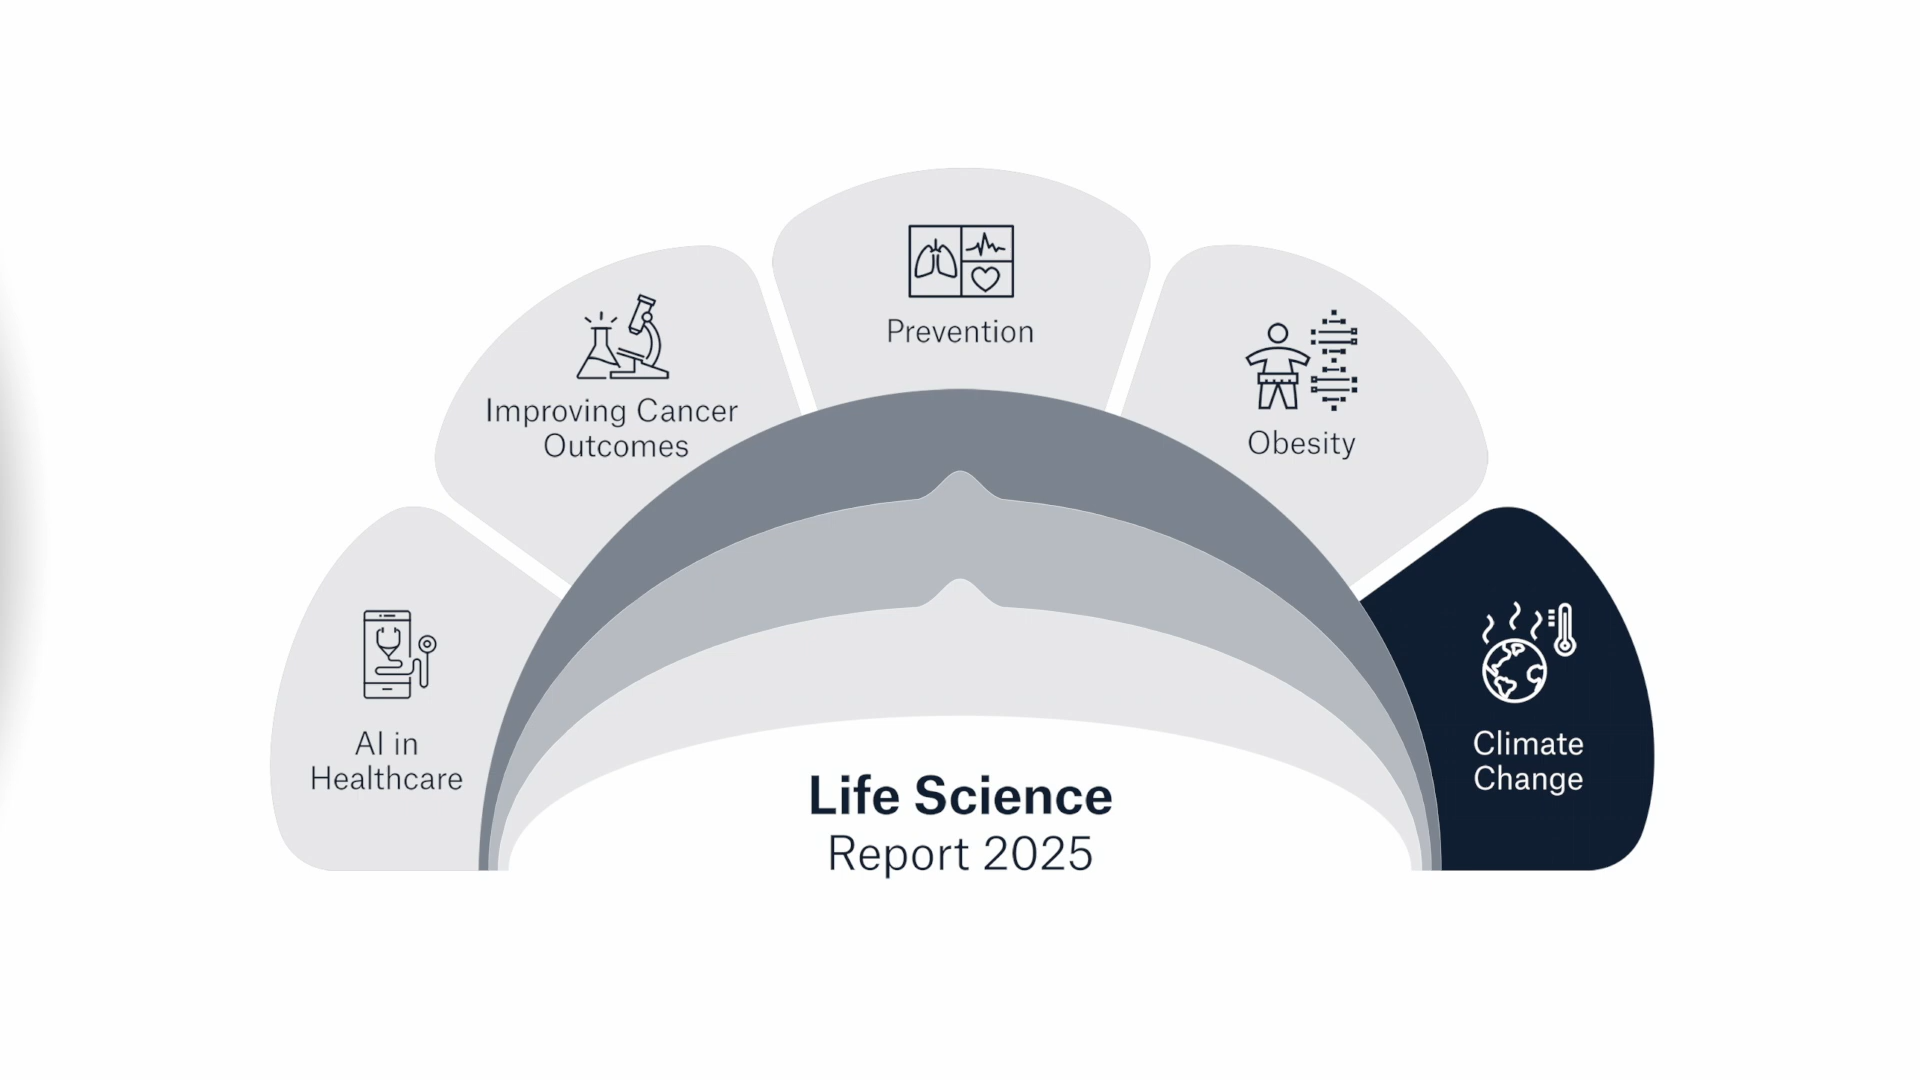 Prevention
Improving Cancer
Outcomes
Obesity
AI in
Healthcare
Climate
Change
Life Science
Report 2025